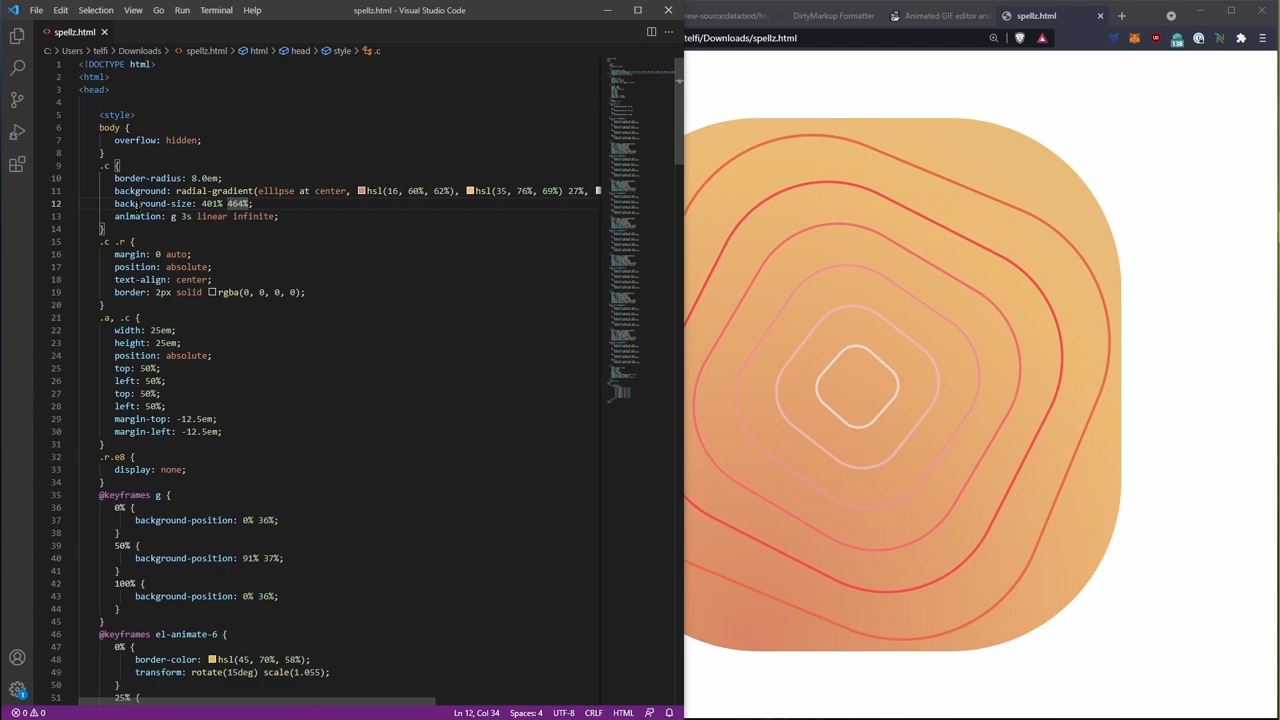 File Edit Selection View Go Run Terminal Help spellz.html - Visual Studio Code
spellz.html
C: > Users > telfi > Downloads > spellz.html > html > head > style > .c
1 <!DOCTYPE html>
2 <html>
3 <head>
4
5 <style>
6 body {
7 overflow: hidden;
8 }
9 .c {
10 border-radius: 8.0em;
11 background: radial-gradient(ellipse at center, hsl(16, 60%, 62%), hsl(35, 76%, 69%) 27%,
12 background-size: 401% 464%;
13 animation: g 3s linear infinite;
14 }
15 .c .r {
16 margin: 0 auto;
17 position: absolute;
18 text-align: center;
19 border: 2px solid rgba(0, 0, 0, 0);
20 }
21 .a, .c {
22 width: 25em;
23 height: 25em;
24 position: absolute;
25 top: 50%;
26 left: 50%;
27 top: 50%;
28 left: 50%;
29 margin-top: -12.5em;
30 margin-left: -12.5em;
31 }
32 .r.e8 {
33 display: none;
34 }
35 @keyframes g {
36 0% {
37 background-position: 0% 36%;
38 }
39 50% {
40 background-position: 91% 37%;
41 }
42 100% {
43 background-position: 0% 36%;
44 }
45 }
46 @keyframes el-animate-6 {
47 0% {
48 border-color: hsl(45, 70%, 58%);
49 transform: rotate(15deg) scale(1.055);
50 }
51 25% {
0 0 Ln 12, Col 34 Spaces: 4 UTF-8 CRLF HTML
new-source:data:text/ht DirtyMarkup Formatter Animated GIF editor and spellz.html
telfi/Downloads/spellz.html
138